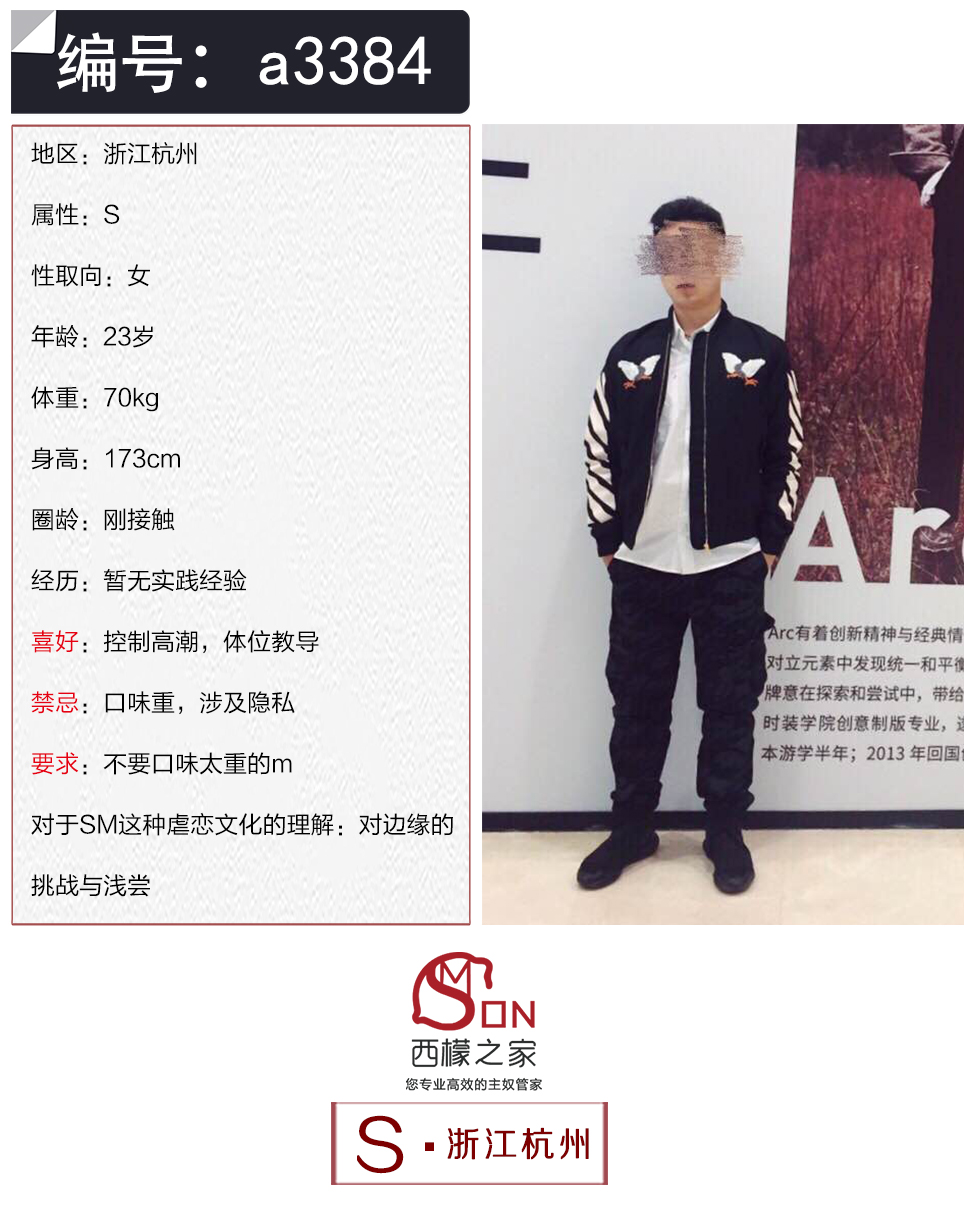 编号： a3384
地区：浙江杭州
属性：S
性取向：女
年龄：23岁
体重：70kg
身高：173cm
圈龄：刚接触
经历：暂无实践经验
喜好：控制高潮，体位教导
禁忌：口味重，涉及隐私
要求：不要口味太重的m
对于SM这种虐恋文化的理解：对边缘的
挑战与浅尝
Arc
Arc有着创新精神与经典情
对立元素中发现统一和平衡
牌意在探索和尝试中，带给
时装学院创意制版专业，
本游学半年；2013 年回国
SMON
西檬之家
您专业高效的主奴管家
S·浙江杭州